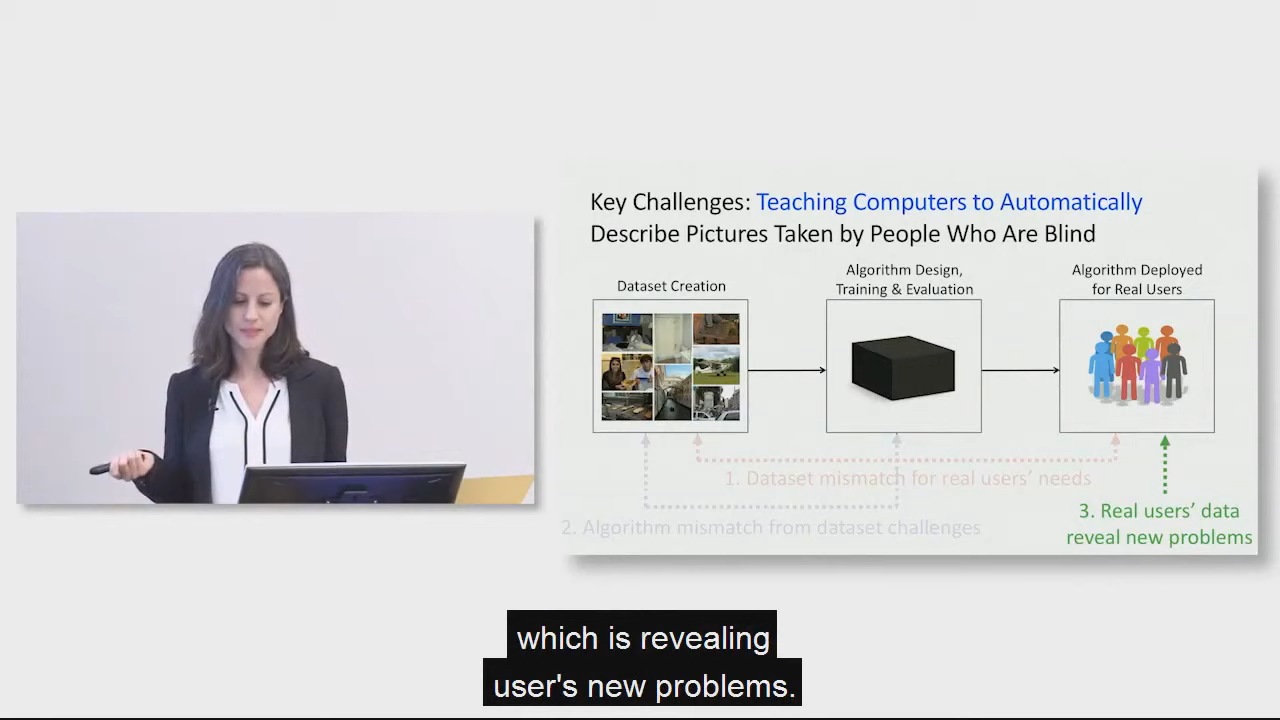 Key Challenges: Teaching Computers to Automatically
Describe Pictures Taken by People Who Are Blind
Dataset Creation
Algorithm Design,
Training & Evaluation
Algorithm Deployed
for Real Users
1. Dataset mismatch for real users' needs
2. Algorithm mismatch from dataset challenges
3. Real users' data
reveal new problems
which is revealing
user's new problems.